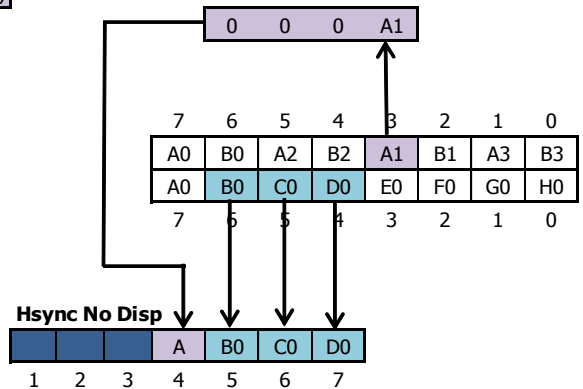 0 0 0 A1
7 6 5 4 3 2 1 0
A0 B0 A2 B2 A1 B1 A3 B3
A0 B0 C0 D0 E0 F0 G0 H0
7 6 5 4 3 2 1 0
Hsync No Disp
A B0 C0 D0
1 2 3 4 5 6 7